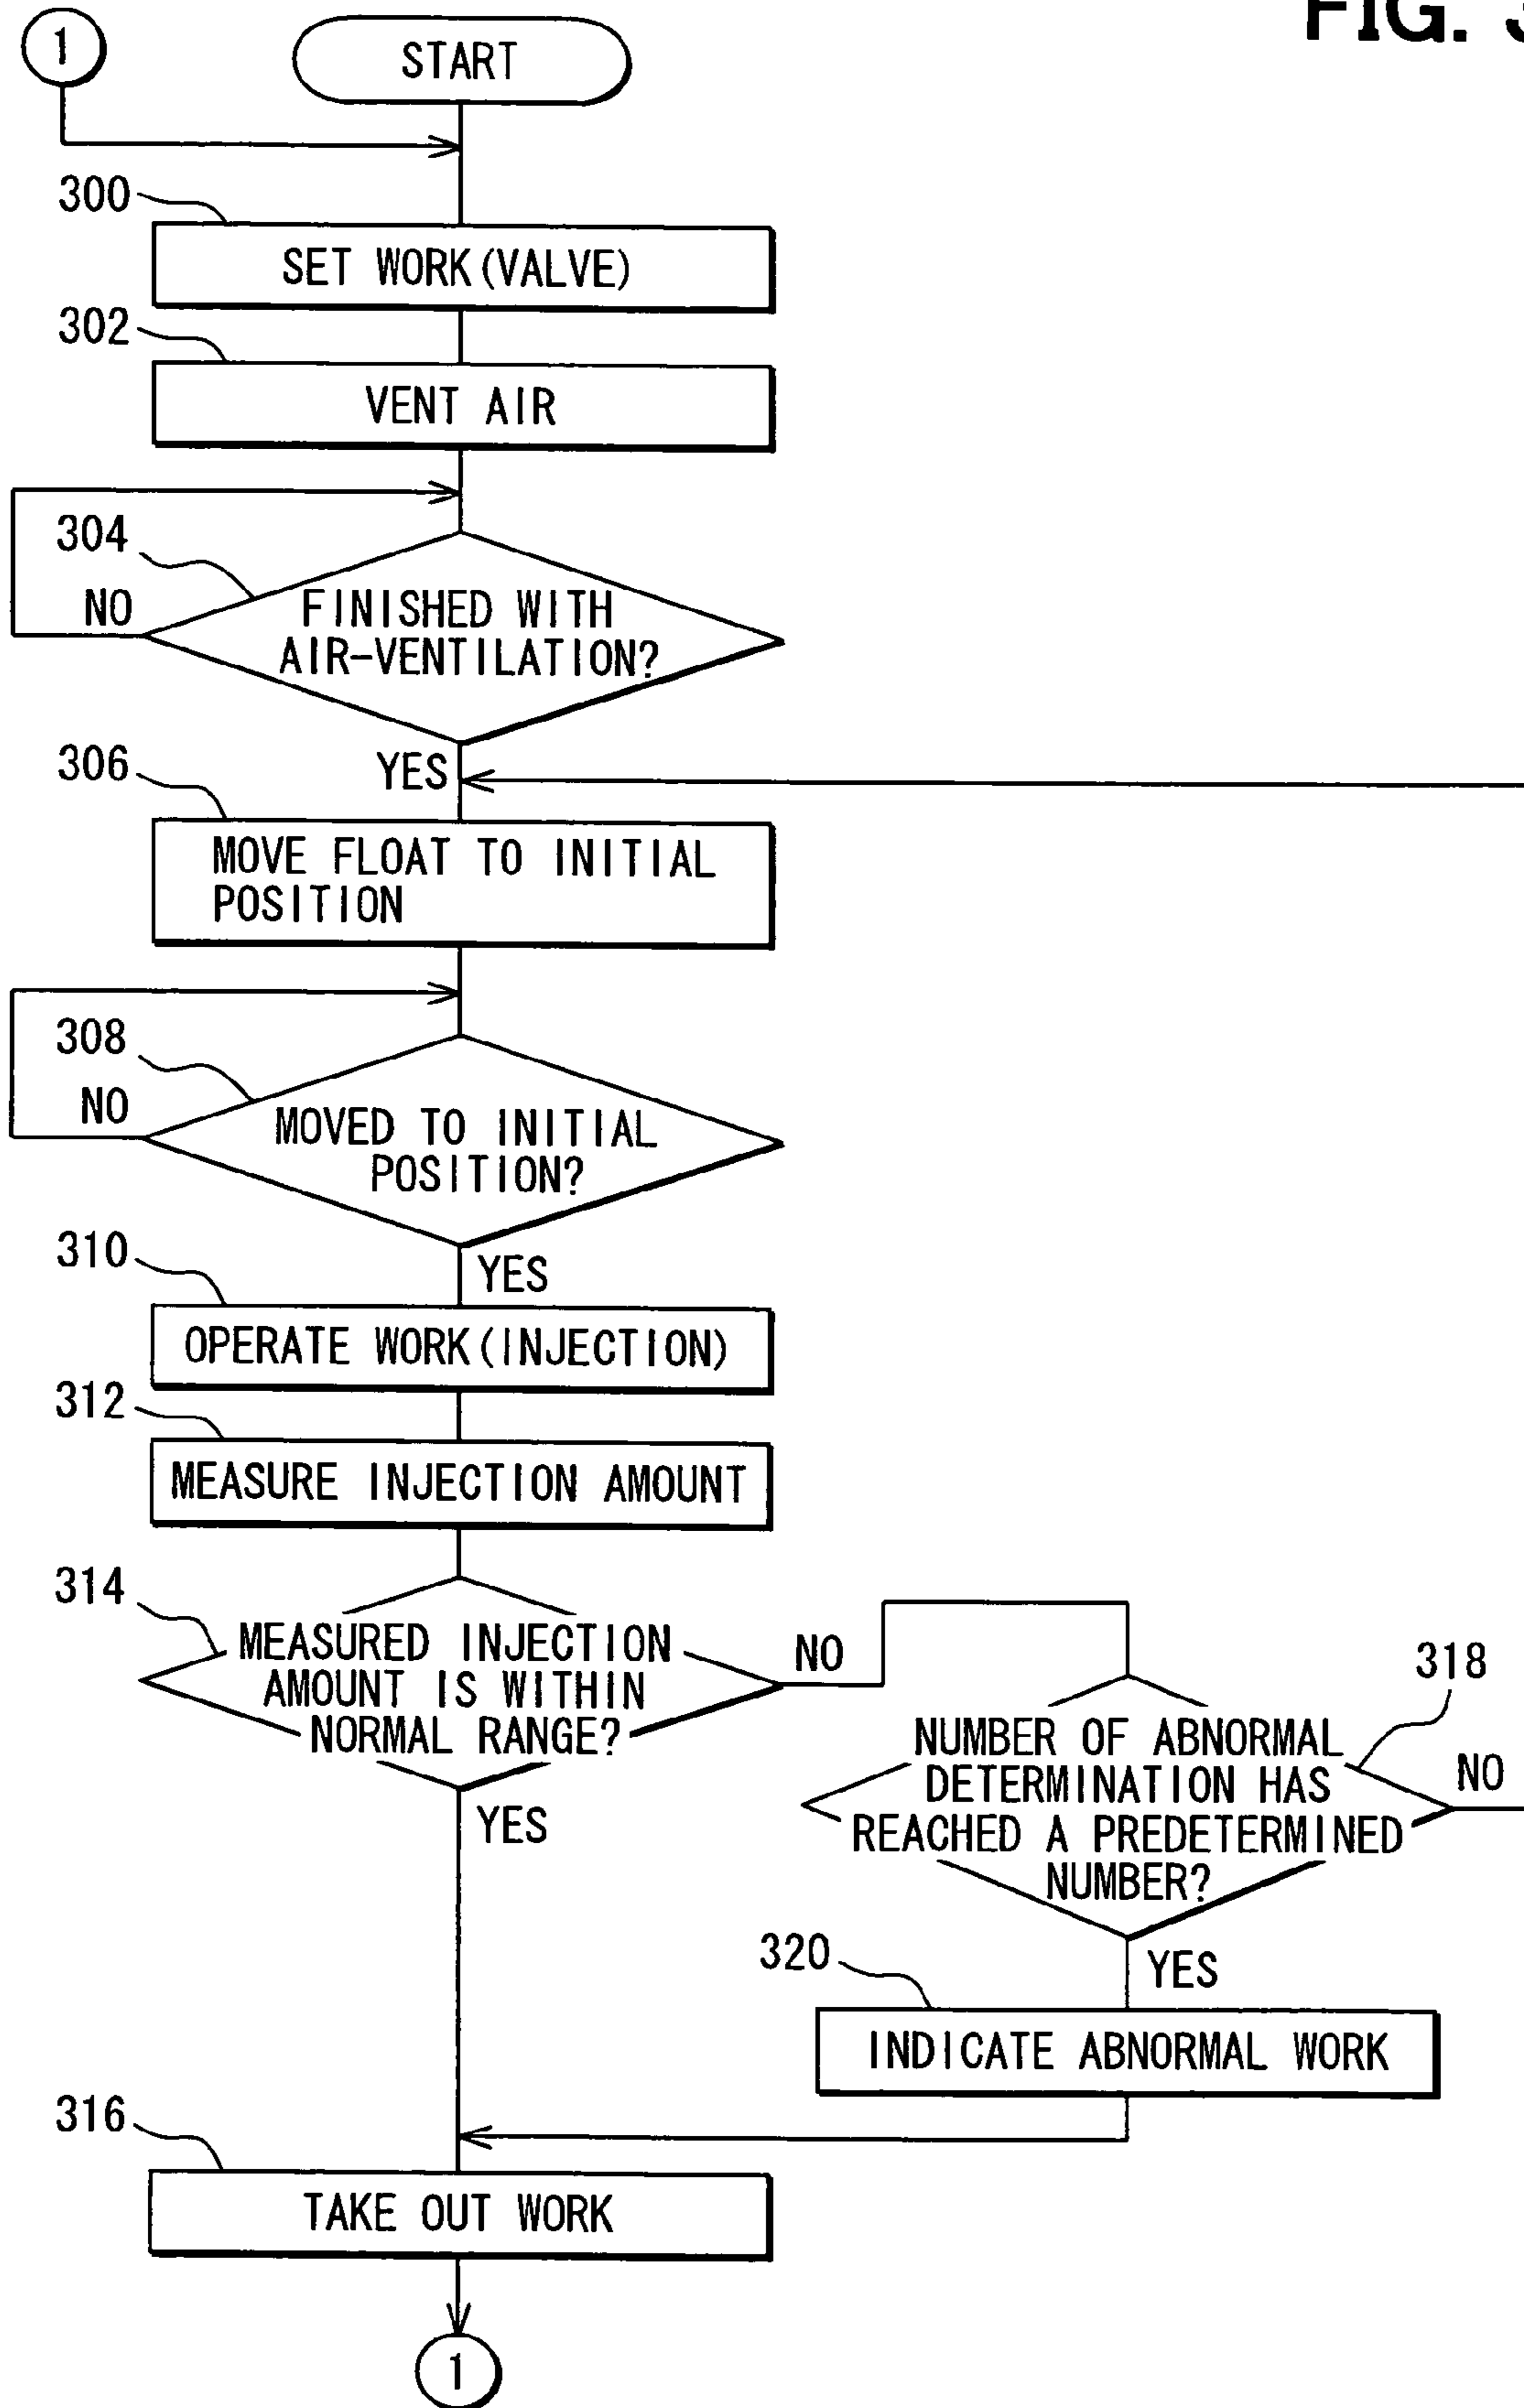 FIG. 3
1
START
300
SET WORK(VALVE)
302
VENT AIR
304
NO
FINISHED WITH
AIR-VENTILATION?
YES
306
MOVE FLOAT TO INITIAL
POSITION
308
NO
MOVED TO INITIAL
POSITION?
YES
310
OPERATE WORK(INJECTION)
312
MEASURE INJECTION AMOUNT
314
MEASURED INJECTION
AMOUNT IS WITHIN
NORMAL RANGE?
NO
YES
318
NUMBER OF ABNORMAL
DETERMINATION HAS
REACHED A PREDETERMINED
NUMBER?
NO
YES
320
INDICATE ABNORMAL WORK
316
TAKE OUT WORK
1